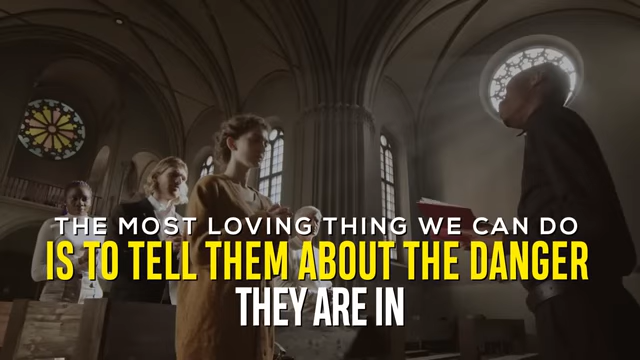 THE MOST LOVING THING WE CAN DO
IS TO TELL THEM ABOUT THE DANGER
THEY ARE IN